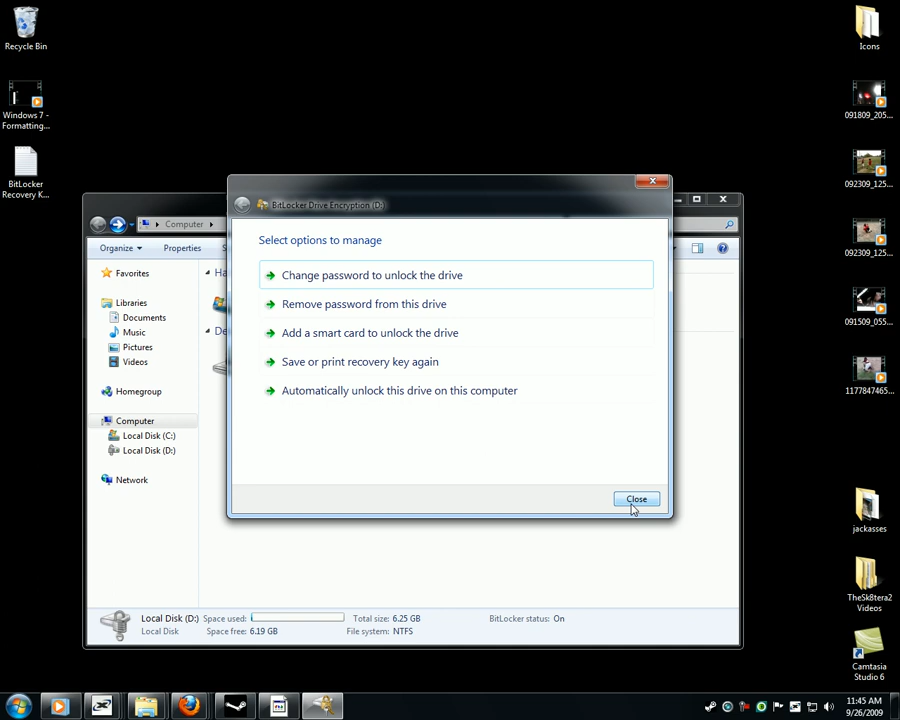 Recycle Bin
Windows 7 -
Formatting...
BitLocker
Recovery K...
Icons
091809_205...
092309_125...
092309_125...
091509_055...
1177847465...
jackasses
TheSk8tera2
Videos
Camtasia
Studio 6
BitLocker Drive Encryption (D:)
Select options to manage
Change password to unlock the drive
Remove password from this drive
Add a smart card to unlock the drive
Save or print recovery key again
Automatically unlock this drive on this computer
Close
Computer
Organize
Properties
S
Favorites
Libraries
Documents
Music
Pictures
Videos
Homegroup
Computer
Local Disk (C:)
Local Disk (D:)
Network
Ha
De
Local Disk (D:) Space used: Total size: 6.25 GB BitLocker status: On
Local Disk Space free: 6.19 GB File system: NTFS
11:45 AM
9/26/2009